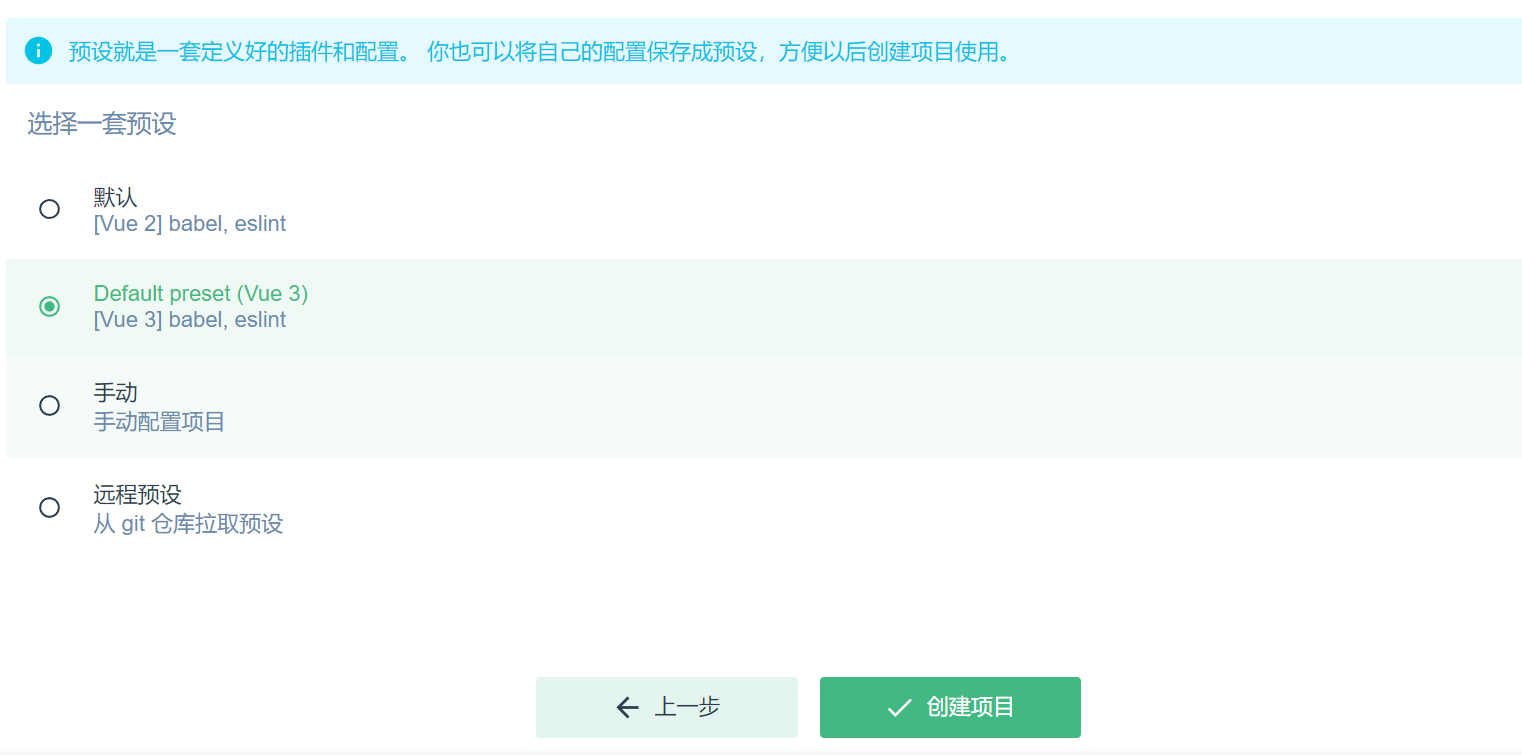 预设就是一套定义好的插件和配置。 你也可以将自己的配置保存成预设，方便以后创建项目使用。
选择一套预设
默认
[Vue 2] babel, eslint
Default preset (Vue 3)
[Vue 3] babel, eslint
手动
手动配置项目
远程预设
从 git 仓库拉取预设
上一步
创建项目